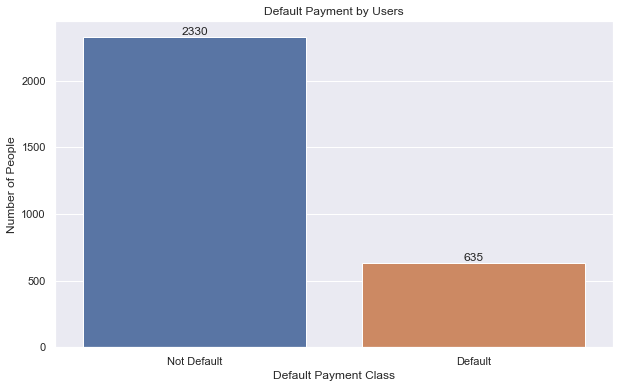 Default Payment by Users
2330
635
2000
1500
1000
500
0
Number of People
Not Default
Default
Default Payment Class